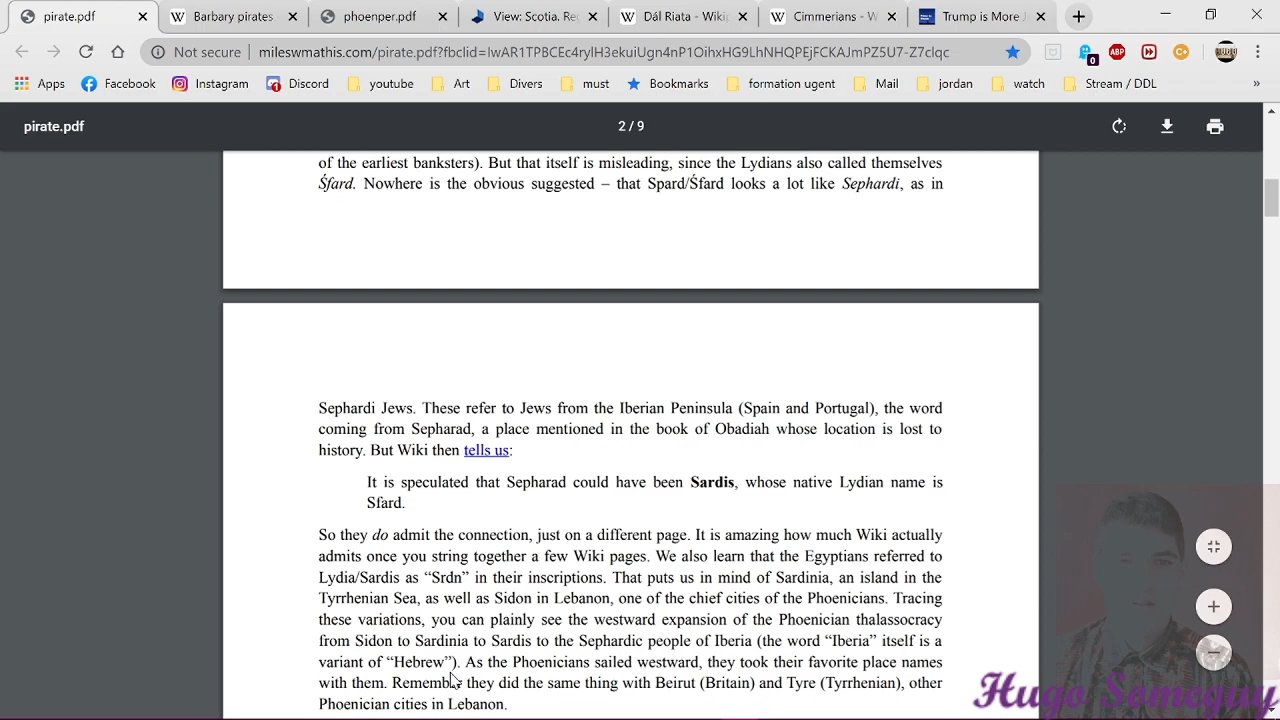 pirate.pdf
Barbary pirates
phoenper.pdf
View: Scotia. Re
Dál Riata - Wikip
Cimmerians - W
Trump is More J
Not secure mileswmathis.com/pirate.pdf?fbclid=IwAR1TPBCEc4rylH3ekuiUgn4nP1OihxHG9LhNHQPEjFCKAJmPZ5U7-Z7clqc
0
ABP
Apps Facebook Instagram Discord youtube Art Divers must Bookmarks formation ugent Mail jordan watch Stream / DDL »
pirate.pdf 2 / 9
of the earliest banksters). But that itself is misleading, since the Lydians also called themselves
Śfard. Nowhere is the obvious suggested – that Spard/Śfard looks a lot like Sephardi, as in
Sephardi Jews. These refer to Jews from the Iberian Peninsula (Spain and Portugal), the word
coming from Sepharad, a place mentioned in the book of Obadiah whose location is lost to
history. But Wiki then tells us:
It is speculated that Sepharad could have been Sardis, whose native Lydian name is
Sfard.
So they do admit the connection, just on a different page. It is amazing how much Wiki actually
admits once you string together a few Wiki pages. We also learn that the Egyptians referred to
Lydia/Sardis as “Srdn” in their inscriptions. That puts us in mind of Sardinia, an island in the
Tyrrhenian Sea, as well as Sidon in Lebanon, one of the chief cities of the Phoenicians. Tracing
these variations, you can plainly see the westward expansion of the Phoenician thalassocracy
from Sidon to Sardinia to Sardis to the Sephardic people of Iberia (the word “Iberia” itself is a
variant of “Hebrew”). As the Phoenicians sailed westward, they took their favorite place names
with them. Remember they did the same thing with Beirut (Britain) and Tyre (Tyrrhenian), other
Phoenician cities in Lebanon.
Hugo Someguy